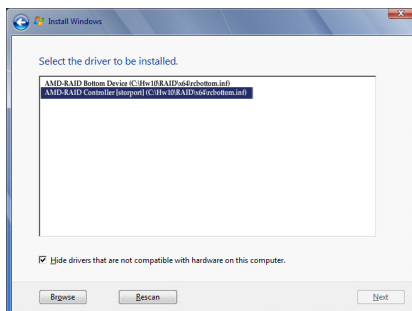 Install Windows
Select the driver to be installed.
AMD-RAID Bottom Device (C:\Hw10\RAID\x64\rcbottom.inf)
AMD-RAID Controller [storport] (C:\Hw10\RAID\x64\rcbottom.inf)
Hide drivers that are not compatible with hardware on this computer.
Browse Rescan Next